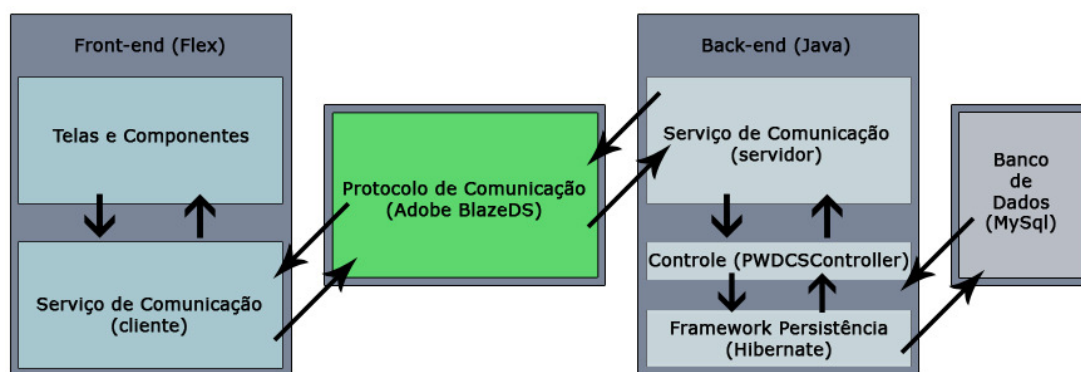 Front-end (Flex)
Telas e Componentes
Serviço de Comunicação
(cliente)
Protocolo de Comunicação
(Adobe BlazeDS)
Back-end (Java)
Serviço de Comunicação
(servidor)
Controle (PWDCSController)
Framework Persistência
(Hibernate)
Banco
de
Dados
(MySql)